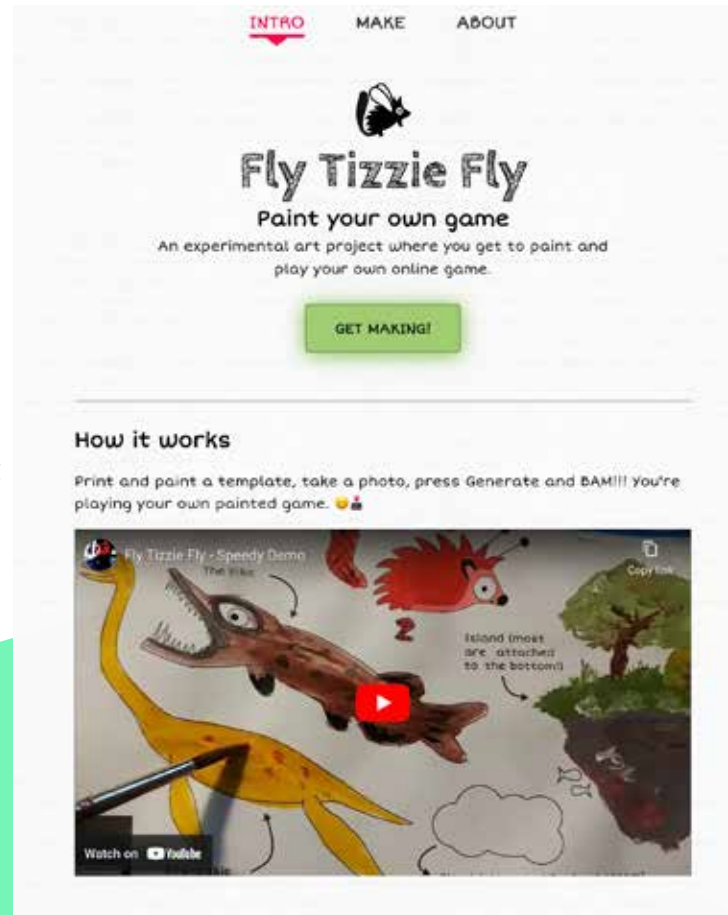 INTRO MAKE ABOUT
Fly Tizzie Fly
Paint your own game
An experimental art project where you get to paint and
play your own online game.
GET MAKING!
How it works
Print and paint a template, take a photo, press Generate and BAM!!! You're
playing your own painted game. 😊🕹️
Fly Tizzie Fly - Speedy Demo
Copy link
The Pike
2
Island (most
are attached
to the bottom!)
Watch on YouTube